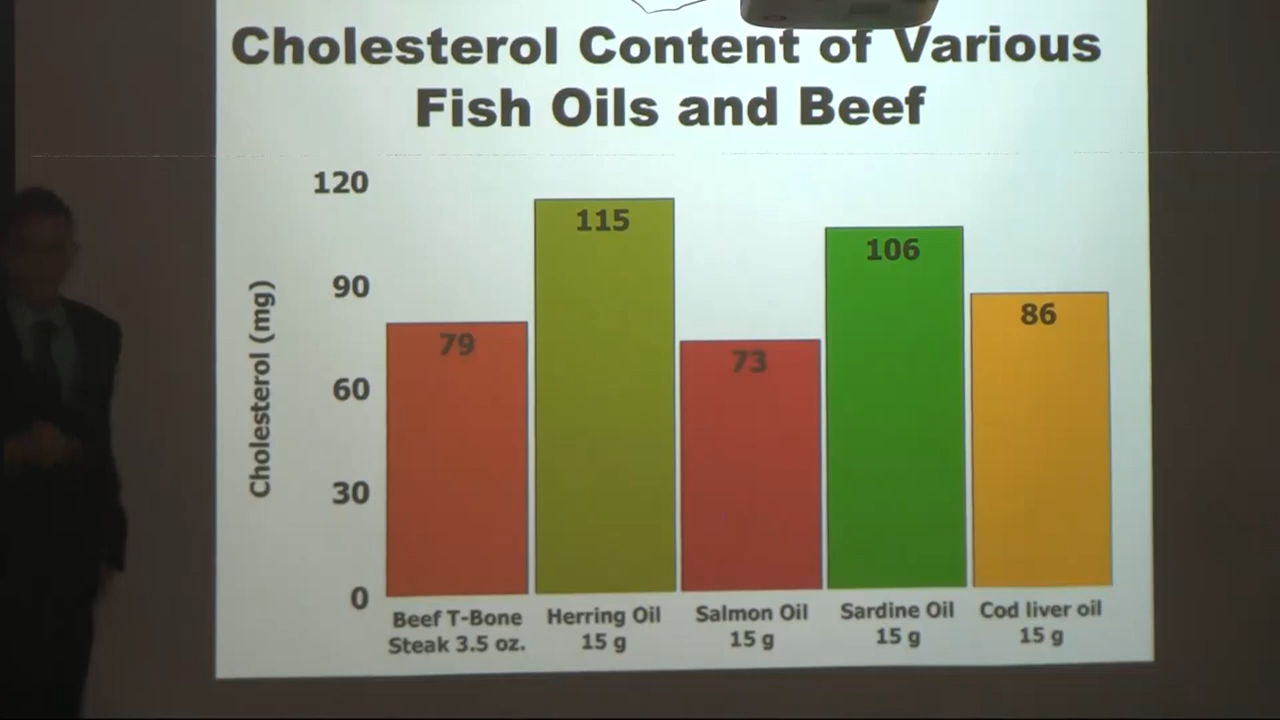 Cholesterol Content of Various
Fish Oils and Beef
Cholesterol (mg)
120
90
60
30
0
79
115
73
106
86
Beef T-Bone
Steak 3.5 oz.
Herring Oil
15 g
Salmon Oil
15 g
Sardine Oil
15 g
Cod liver oil
15 g